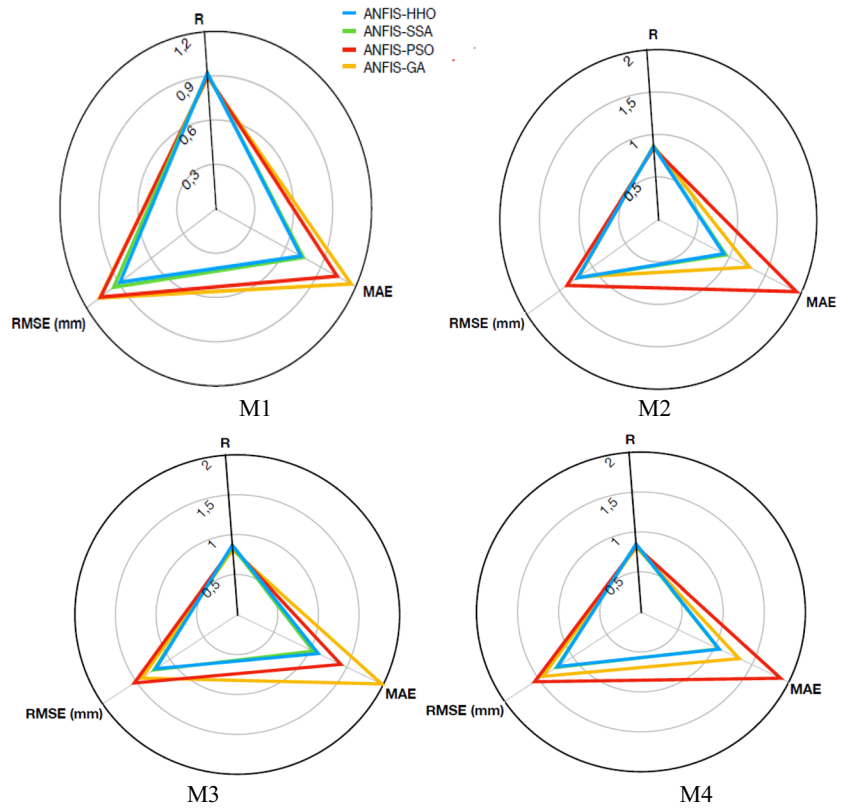 ANFIS-HHO
ANFIS-SSA
ANFIS-PSO
ANFIS-GA
R
1,2
0,9
0,6
0,3
RMSE (mm)
MAE
M1
R
2
1,5
1
0,5
RMSE (mm)
MAE
M2
R
2
1,5
1
0,5
RMSE (mm)
MAE
M3
R
2
1,5
1
0,5
RMSE (mm)
MAE
M4